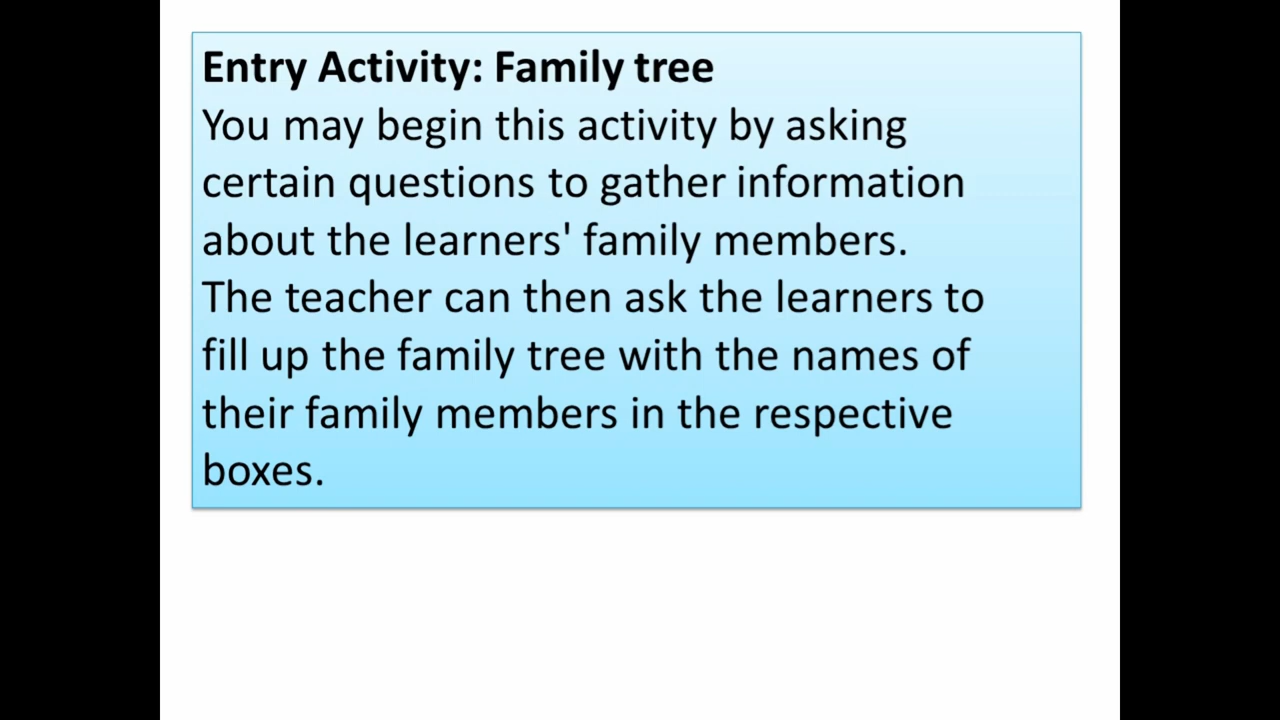 Entry Activity: Family tree
You may begin this activity by asking
certain questions to gather information
about the learners' family members.
The teacher can then ask the learners to
fill up the family tree with the names of
their family members in the respective
boxes.